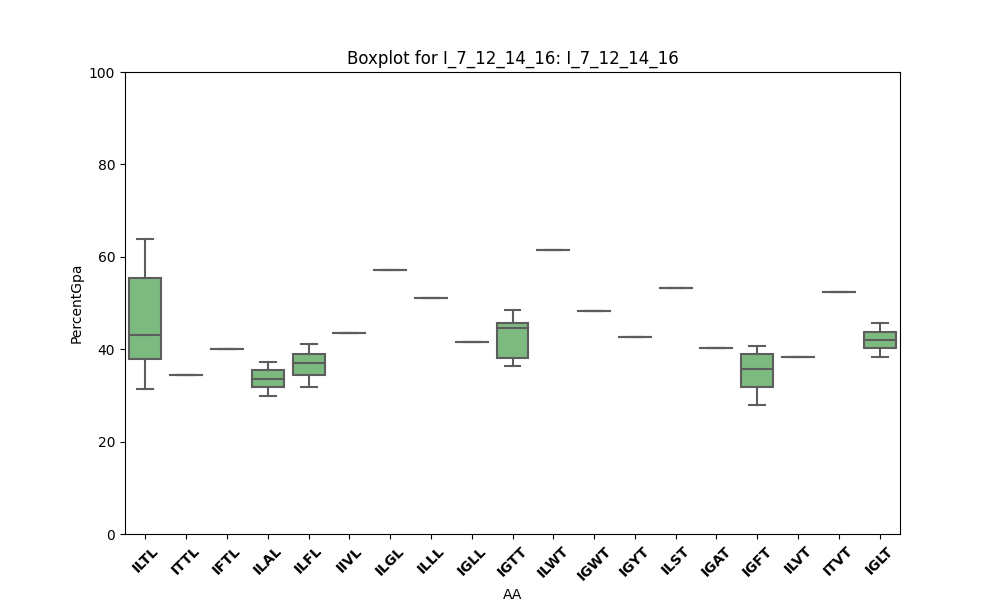 Boxplot for I_7_12_14_16: I_7_12_14_16
100
80
60
40
20
0
PercentGpa
ILTL ITTL IFTL ILAL ILFL IIVL ILGL ILLL IGLL IGTT ILWT IGWT IGYT ILST IGAT IGFT ILVT ITVT IGLT
AA